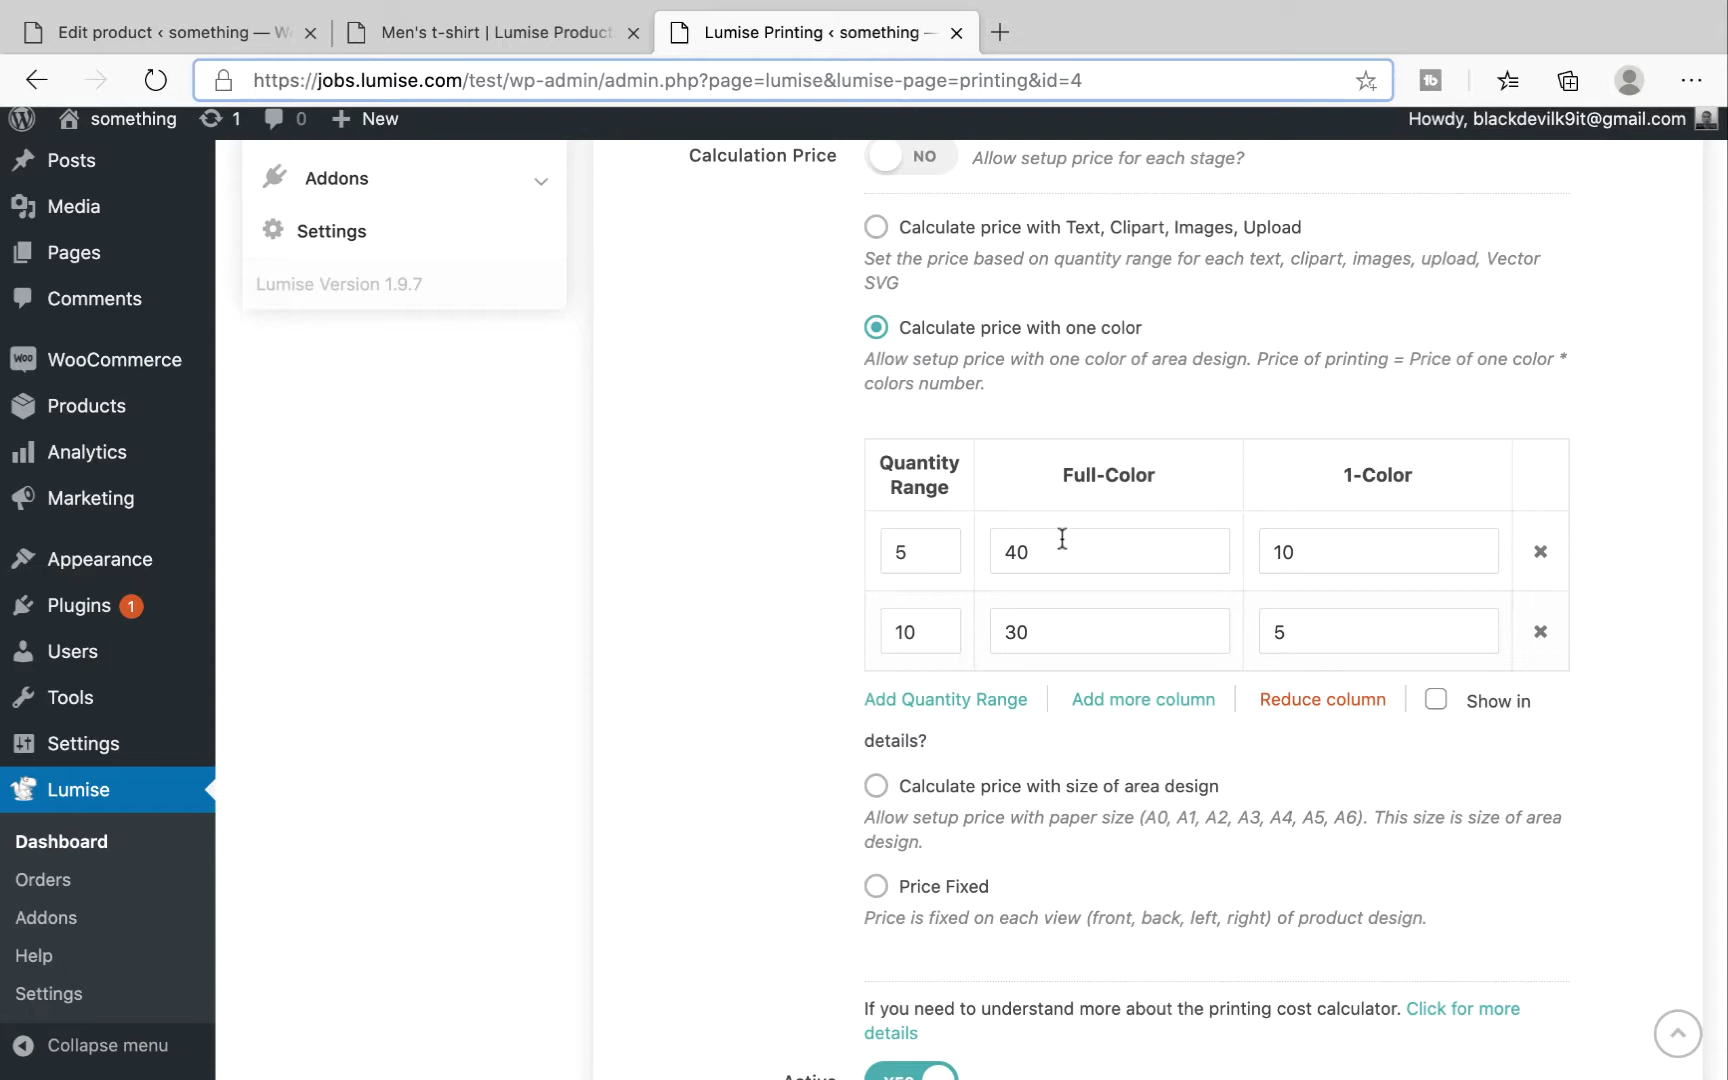 Edit product ‹ something — W
Men's t-shirt | Lumise Product
Lumise Printing ‹ something —
https://jobs.lumise.com/test/wp-admin/admin.php?page=lumise&lumise-page=printing&id=4
something
1
0
New
Howdy, blackdevilk9it@gmail.com
Posts
Media
Pages
Comments
WooCommerce
Products
Analytics
Marketing
Appearance
Plugins 1
Users
Tools
Settings
Lumise
Dashboard
Orders
Addons
Help
Settings
Collapse menu
Addons
Settings
Lumise Version 1.9.7
Calculation Price
NO
Allow setup price for each stage?
Calculate price with Text, Clipart, Images, Upload
Set the price based on quantity range for each text, clipart, images, upload, Vector
SVG
Calculate price with one color
Allow setup price with one color of area design. Price of printing = Price of one color *
colors number.
Quantity
Range
Full-Color
1-Color
5
40
10
10
30
5
Add Quantity Range
Add more column
Reduce column
Show in
details?
Calculate price with size of area design
Allow setup price with paper size (A0, A1, A2, A3, A4, A5, A6). This size is size of area
design.
Price Fixed
Price is fixed on each view (front, back, left, right) of product design.
If you need to understand more about the printing cost calculator. Click for more
details
Active
YES